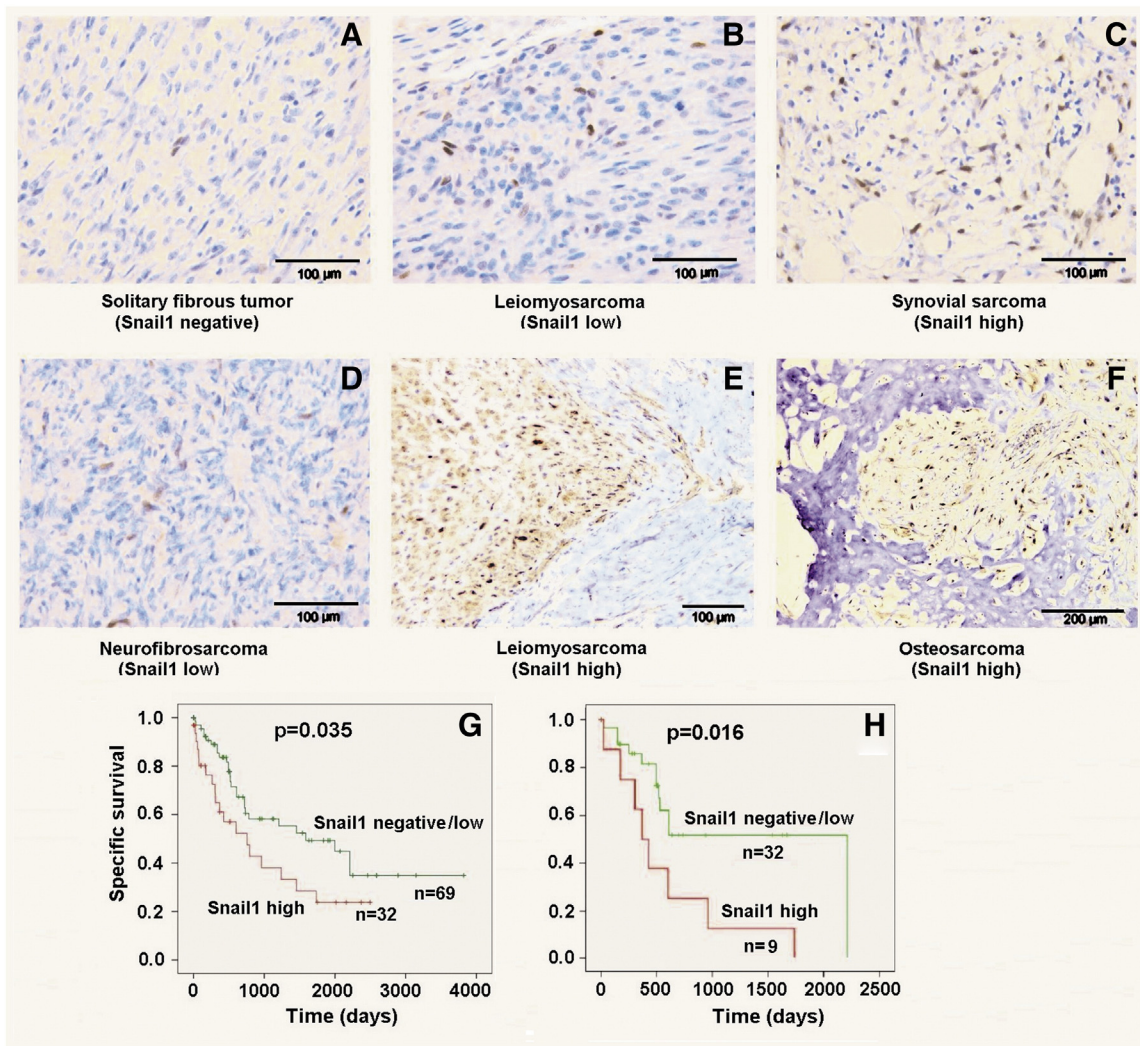 A
100 µm
Solitary fibrous tumor
(Snail1 negative)
B
100 µm
Leiomyosarcoma
(Snail1 low)
C
100 µm
Synovial sarcoma
(Snail1 high)
D
100 µm
Neurofibrosarcoma
(Snail1 low)
E
100 µm
Leiomyosarcoma
(Snail1 high)
F
200 µm
Osteosarcoma
(Snail1 high)
G
p=0.035
Specific survival
1.0
0.8
0.6
0.4
0.2
0.0
Snail1 negative/low
n=69
Snail1 high
n=32
0 1000 2000 3000 4000
Time (days)
H
p=0.016
1.0
0.8
0.6
0.4
0.2
0.0
Snail1 negative/low
n=32
Snail1 high
n=9
0 500 1000 1500 2000 2500
Time (days)